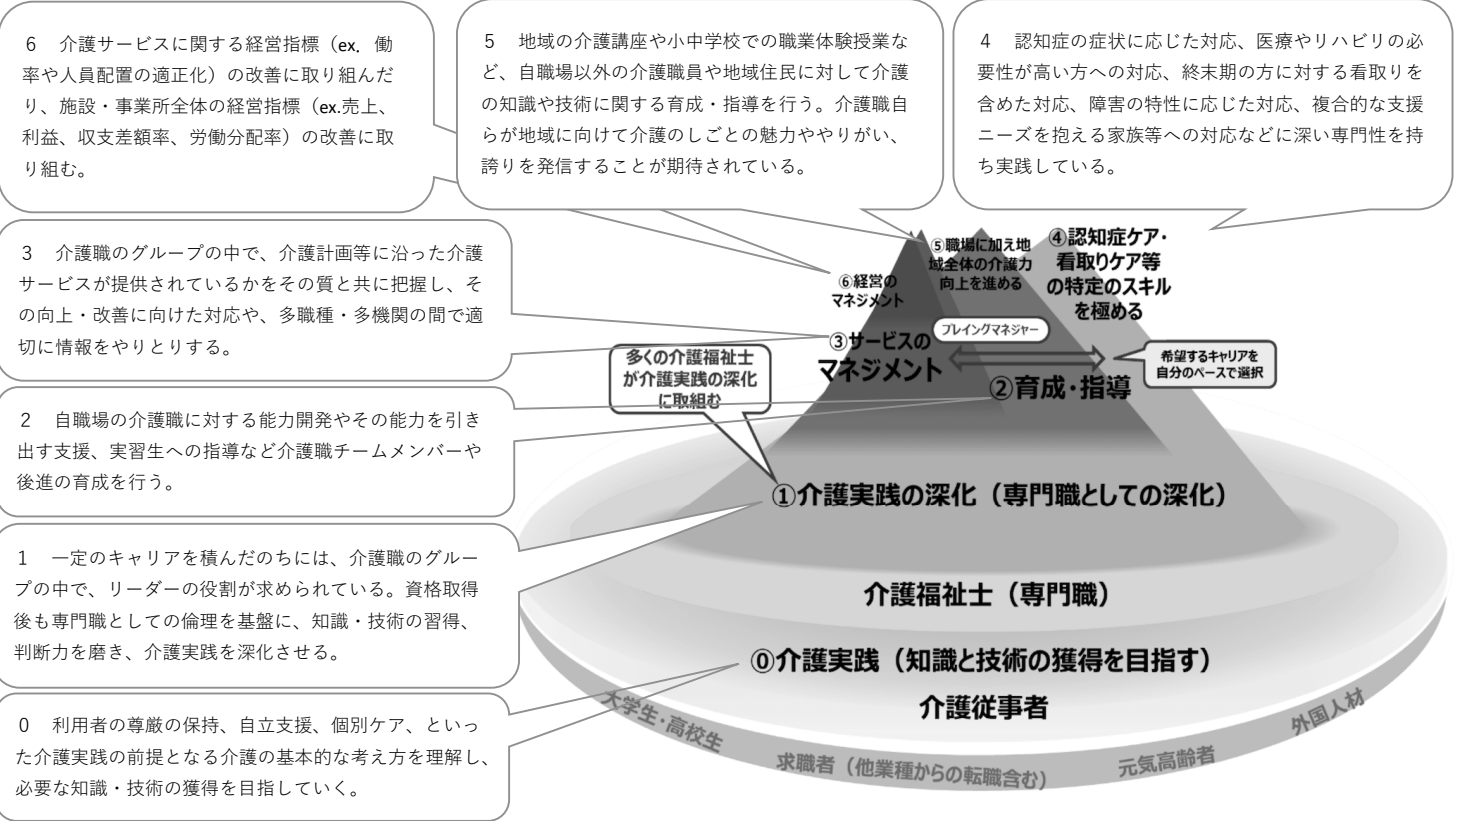 6　介護サービスに関する経営指標（ex．働
率や人員配置の適正化）の改善に取り組んだ
り、施設・事業所全体の経営指標（ex.売上、
利益、収支差額率、労働分配率）の改善に取
り組む。
5　地域の介護講座や小中学校での職業体験授業な
ど、自職場以外の介護職員や地域住民に対して介護
の知識や技術に関する育成・指導を行う。介護職自
らが地域に向けて介護のしごとの魅力ややりがい、
誇りを発信することが期待されている。
4　認知症の症状に応じた対応、医療やリハビリの必
要性が高い方への対応、終末期の方に対する看取りを
含めた対応、障害の特性に応じた対応、複合的な支援
ニーズを抱える家族等への対応などに深い専門性を持
ち実践している。
3　介護職のグループの中で、介護計画等に沿った介護
サービスが提供されているかをその質と共に把握し、そ
の向上・改善に向けた対応や、多職種・多機関の間で適
切に情報をやりとりする。
2　自職場の介護職に対する能力開発やその能力を引き
出す支援、実習生への指導など介護職チームメンバーや
後進の育成を行う。
1　一定のキャリアを積んだのちには、介護職のグルー
プの中で、リーダーの役割が求められている。資格取得
後も専門職としての倫理を基盤に、知識・技術の習得、
判断力を磨き、介護実践を深化させる。
0　利用者の尊厳の保持、自立支援、個別ケア、といっ
た介護実践の前提となる介護の基本的な考え方を理解し、
必要な知識・技術の獲得を目指していく。
⑥経営の
マネジメント
⑤職場に加え地
域全体の介護力
向上を進める
④認知症ケア・
看取りケア等
の特定のスキル
を極める
③サービスの
マネジメント
プレイングマネジャー
②育成・指導
希望するキャリアを
自分のペースで選択
多くの介護福祉士
が介護実践の深化
に取組む
①介護実践の深化（専門職としての深化）
介護福祉士（専門職）
⓪介護実践（知識と技術の獲得を目指す）
介護従事者
大学生・高校生
求職者（他業種からの転職含む）
元気高齢者
外国人材